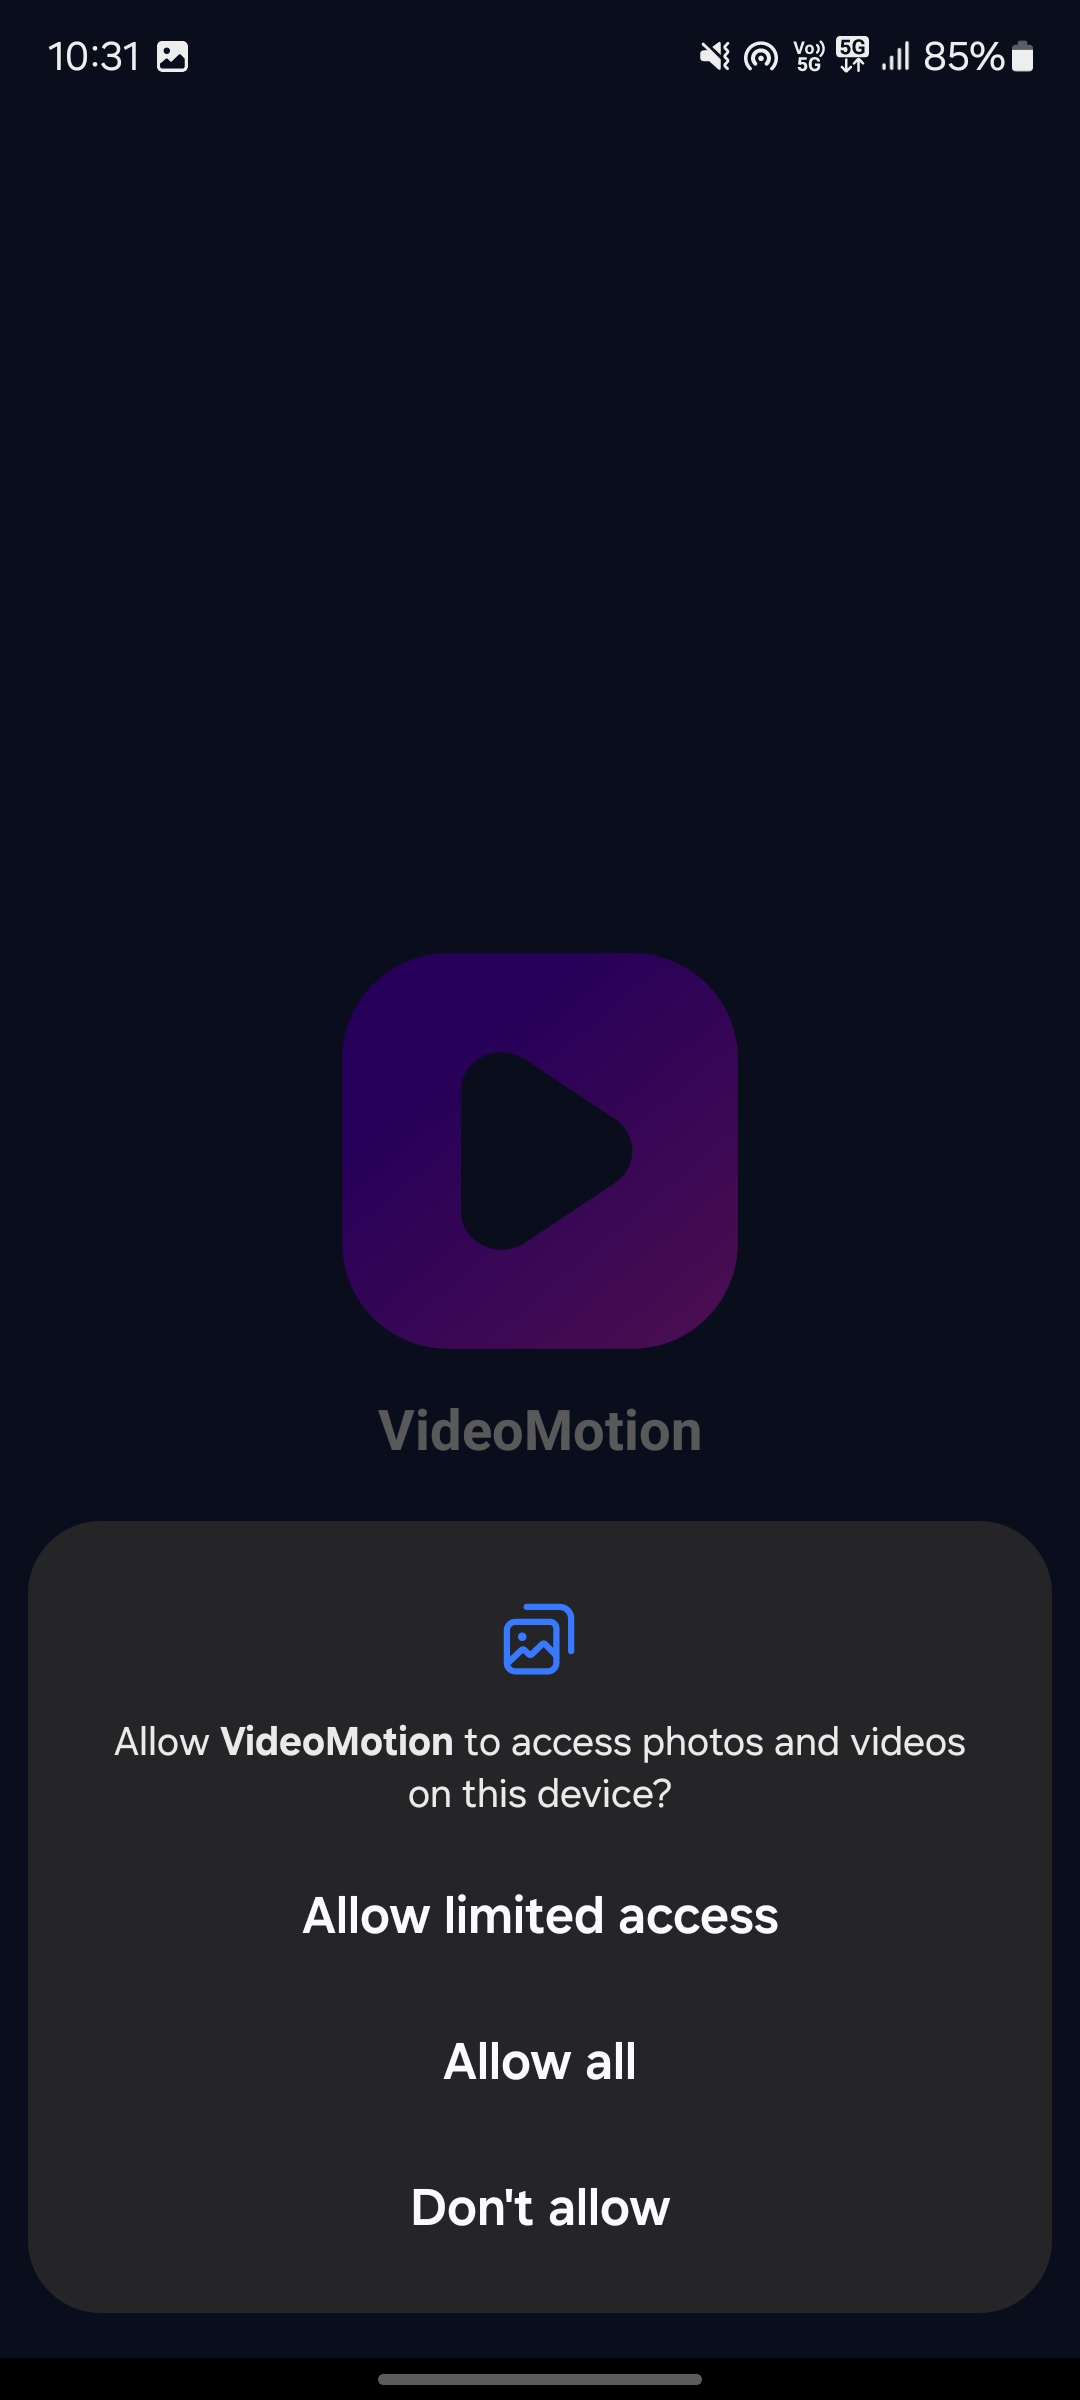 10:31
Vo 5G 5G 85%
VideoMotion
Allow VideoMotion to access photos and videos
on this device?
Allow limited access
Allow all
Don't allow